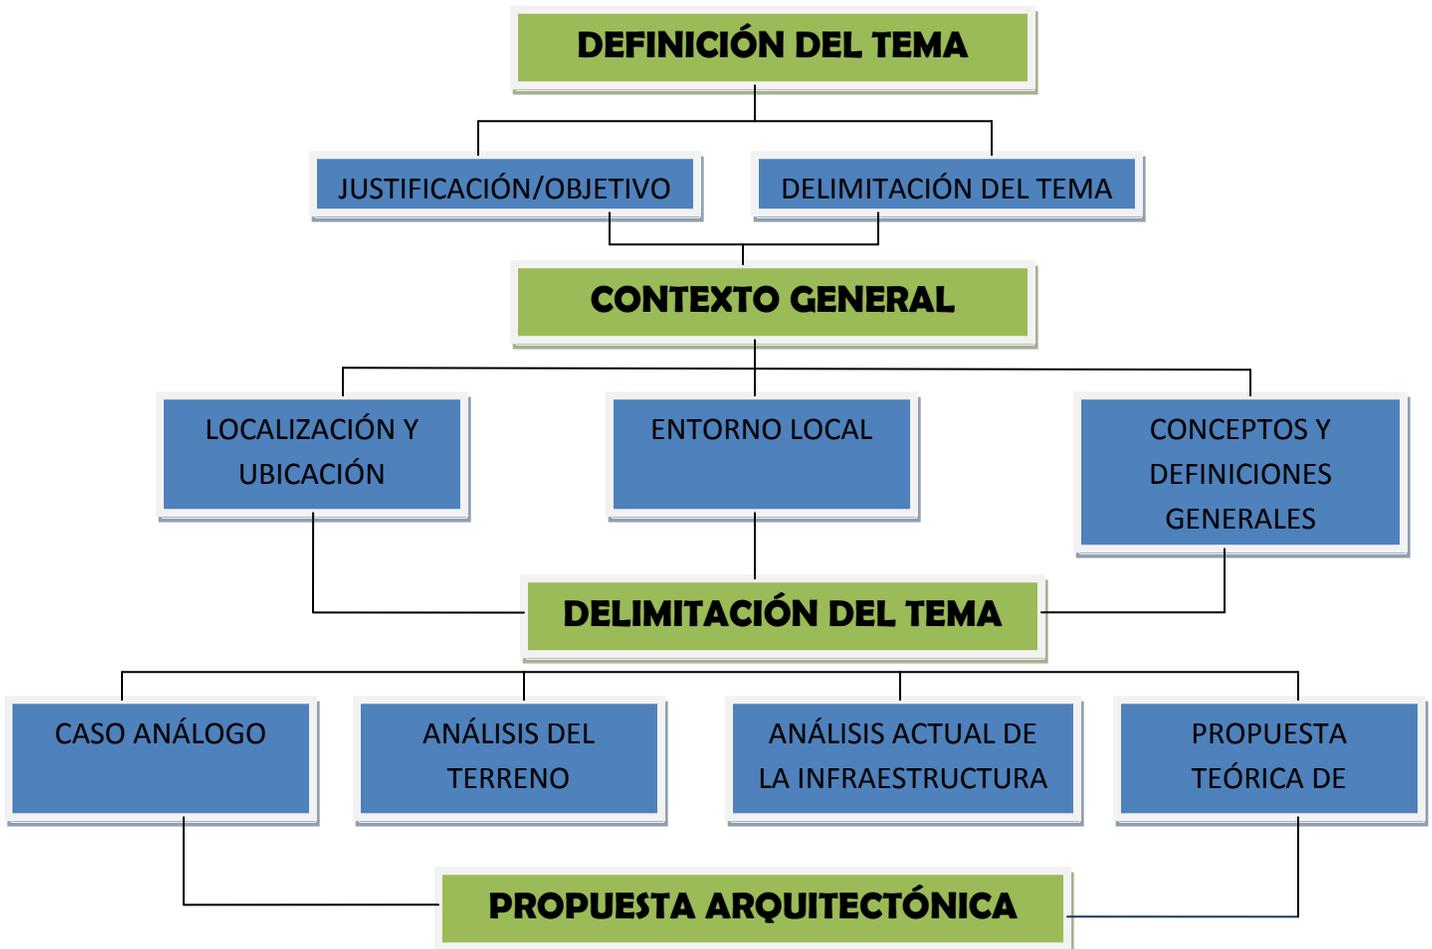 DEFINICIÓN DEL TEMA
JUSTIFICACIÓN/OBJETIVO
DELIMITACIÓN DEL TEMA
CONTEXTO GENERAL
LOCALIZACIÓN Y
UBICACIÓN
ENTORNO LOCAL
CONCEPTOS Y
DEFINICIONES
GENERALES
DELIMITACIÓN DEL TEMA
CASO ANÁLOGO
ANÁLISIS DEL
TERRENO
ANÁLISIS ACTUAL DE
LA INFRAESTRUCTURA
PROPUESTA
TEÓRICA DE
PROPUESTA ARQUITECTÓNICA